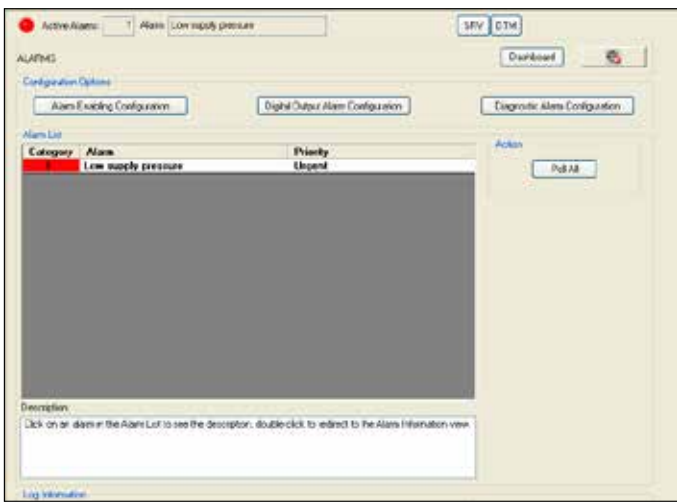 Active Alarms: 1 Alarm Low supply pressure SRV DTM
ALARMS Dashboard
Configuration Options
Alarm Enabling Configuration Digital Output Alarm Configuration Diagnostic Alarm Configuration
Alarm List
Category Alarm Priority
Low supply pressure Urgent
Action
Poll All
Description
Click on an alarm in the Alarm List to see the description, double-click to redirect to the Alarm Information view.
Log Information